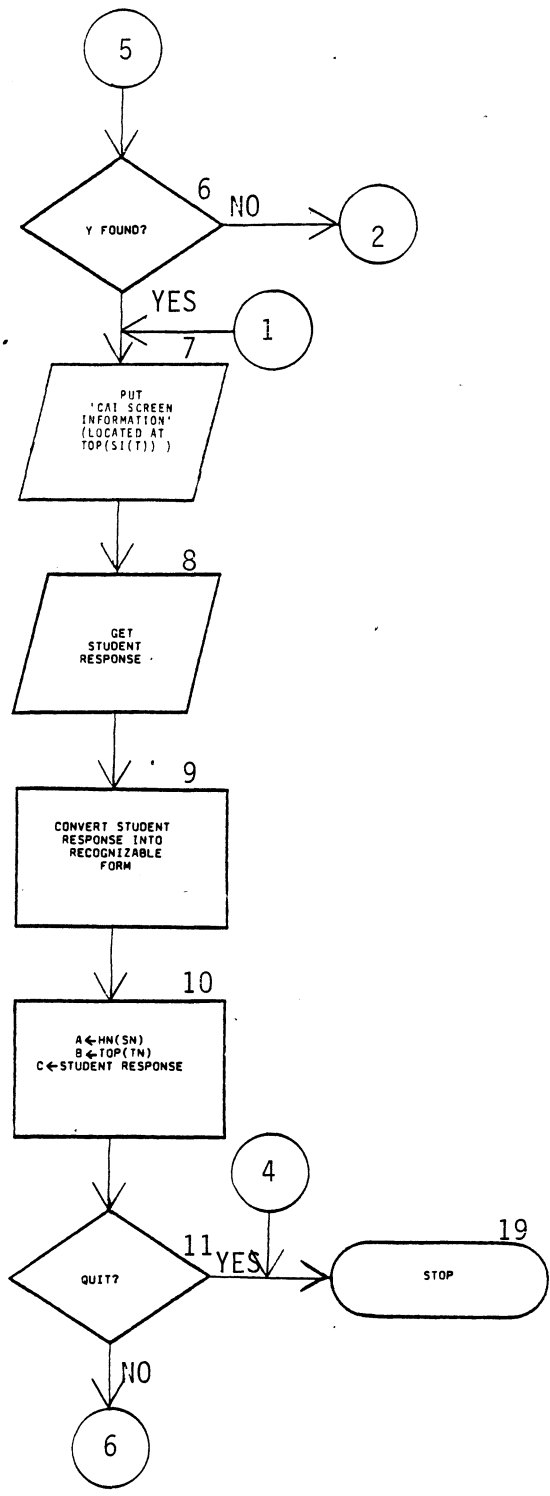 5
6
Y FOUND?
NO
2
YES
1
7
PUT
'CAI SCREEN
INFORMATION'
(LOCATED AT
TOP(SI(T)) )
8
GET
STUDENT
RESPONSE
9
CONVERT STUDENT
RESPONSE INTO
RECOGNIZABLE
FORM
10
A←HN(SN)
B←TOP(TN)
C←STUDENT RESPONSE
4
11
YES
19
QUIT?
STOP
NO
6